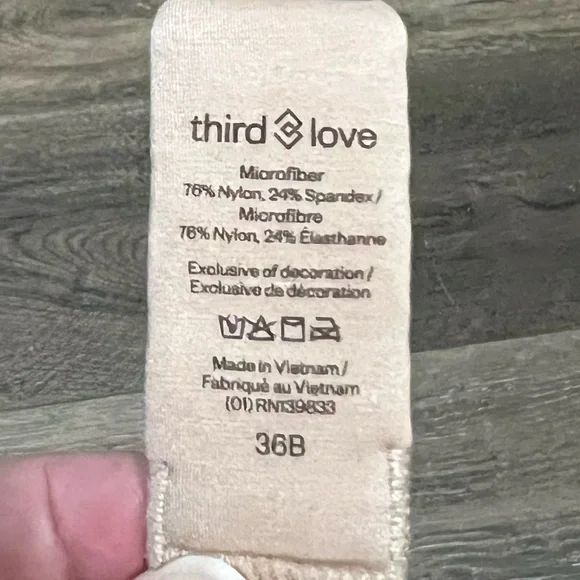 third love
Microfiber
76% Nylon, 24% Spandex /
Microfibre
76% Nylon, 24% Élasthanne
Exclusive of decoration /
Exclusive de décoration
Made in Vietnam /
Fabriqué au Vietnam
(01) RN139833
36B